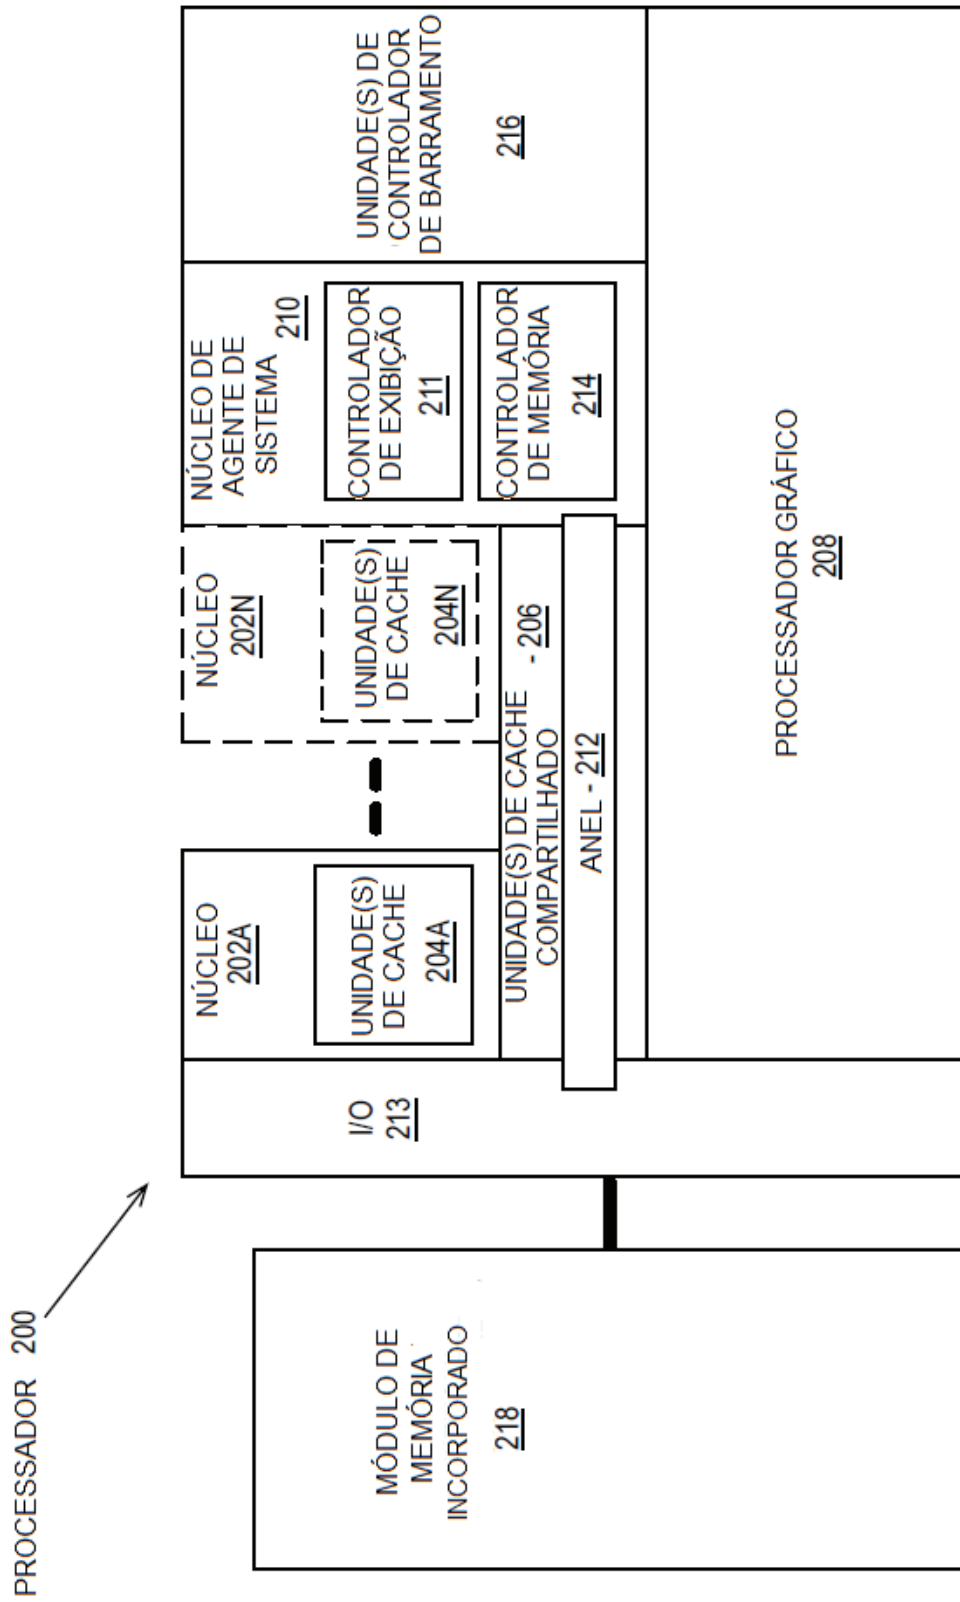 PROCESSADOR 200
MÓDULO DE
MEMÓRIA
INCORPORADO
218
I/O
213
NÚCLEO
202A
UNIDADE(S)
DE CACHE
204A
NÚCLEO
202N
UNIDADE(S)
DE CACHE
204N
UNIDADE(S) DE CACHE
COMPARTILHADO
- 206
ANEL - 212
NÚCLEO DE
AGENTE DE
SISTEMA
210
CONTROLADOR
DE EXIBIÇÃO
211
CONTROLADOR
DE MEMÓRIA
214
UNIDADE(S) DE
CONTROLADOR
DE BARRAMENTO
216
PROCESSADOR GRÁFICO
208